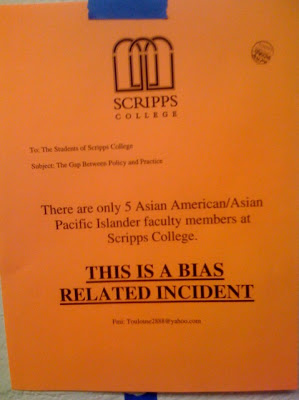 SCRIPPS
COLLEGE
To: The Students of Scripps College
Subject: The Gap Between Policy and Practice
There are only 5 Asian American/Asian
Pacific Islander faculty members at
Scripps College.
THIS IS A BIAS
RELATED INCIDENT